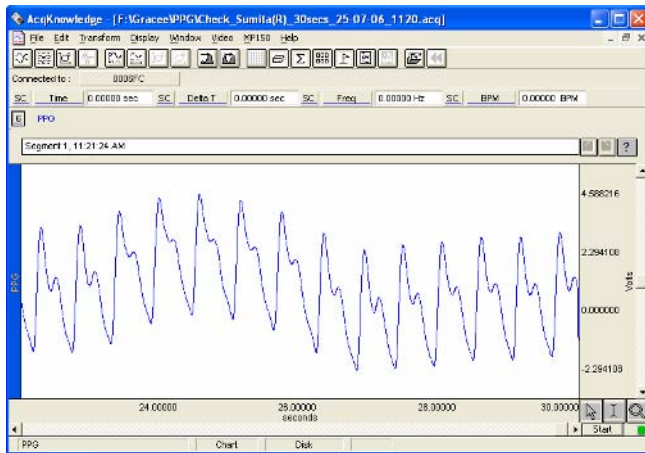 AcqKnowledge - [F:\Gracee\PPG\Check_Sumita(R)_30secs_25-07-06_1120.acq]
File Edit Transform Display Window Video MP150 Help
Connected to : 0006FC
SC Time 0.00000 sec SC Delta T 0.00000 sec SC Freq 0.00000 Hz SC BPM 0.00000 BPM
6 PPG
Segment 1, 11:21:24 AM
?
4.588216
2.294108
0.000000
-2.294108
Volts
PPG
24.00000 26.00000 28.00000 30.00000
seconds
Start
PPG Chart Disk